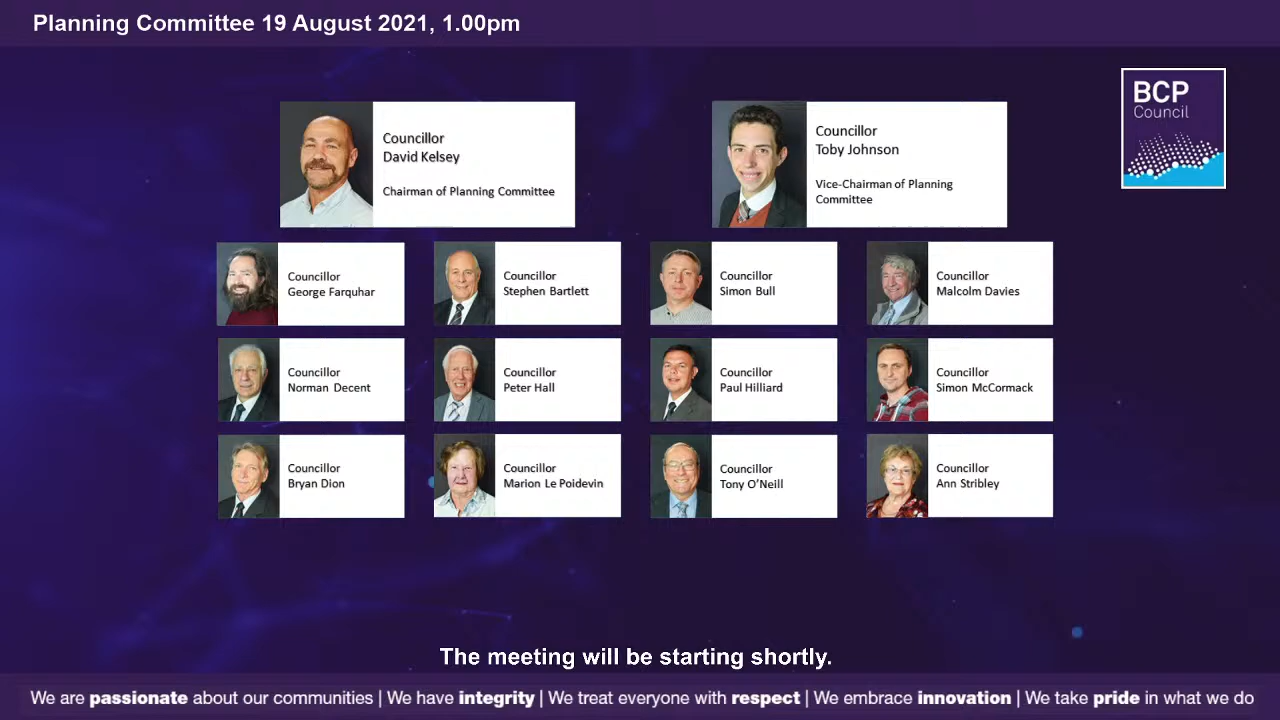 Planning Committee 19 August 2021, 1.00pm
BCP
Council
Councillor
David Kelsey
Chairman of Planning Committee
Councillor
Toby Johnson
Vice-Chairman of Planning
Committee
Councillor
George Farquhar
Councillor
Stephen Bartlett
Councillor
Simon Bull
Councillor
Malcolm Davies
Councillor
Norman Decent
Councillor
Peter Hall
Councillor
Paul Hilliard
Councillor
Simon McCormack
Councillor
Bryan Dion
Councillor
Marion Le Poidevin
Councillor
Tony O'Neill
Councillor
Ann Stribley
The meeting will be starting shortly.
We are passionate about our communities | We have integrity | We treat everyone with respect | We embrace innovation | We take pride in what we do